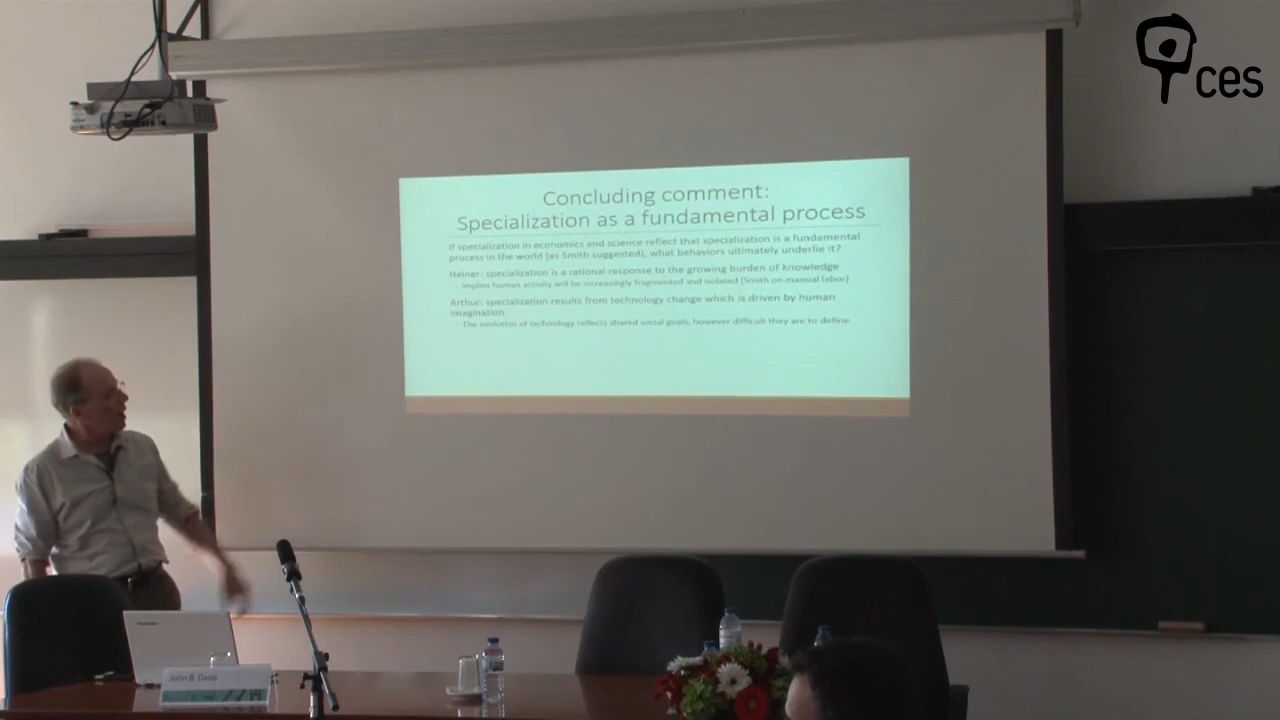 ces
Concluding comment:
Specialization as a fundamental process
If specialization in economics and science reflect that specialization is a fundamental
process in the world (as Smith suggested), what behaviors ultimately underlie it?
Heiner: specialization is a rational response to the growing burden of knowledge
Implies human activity will be increasingly fragmented and isolated (Smith on manual labor)
Arthur: specialization results from technology change which is driven by human
imagination
The evolution of technology reflects shared social goals, however difficult they are to define
John B. Davis